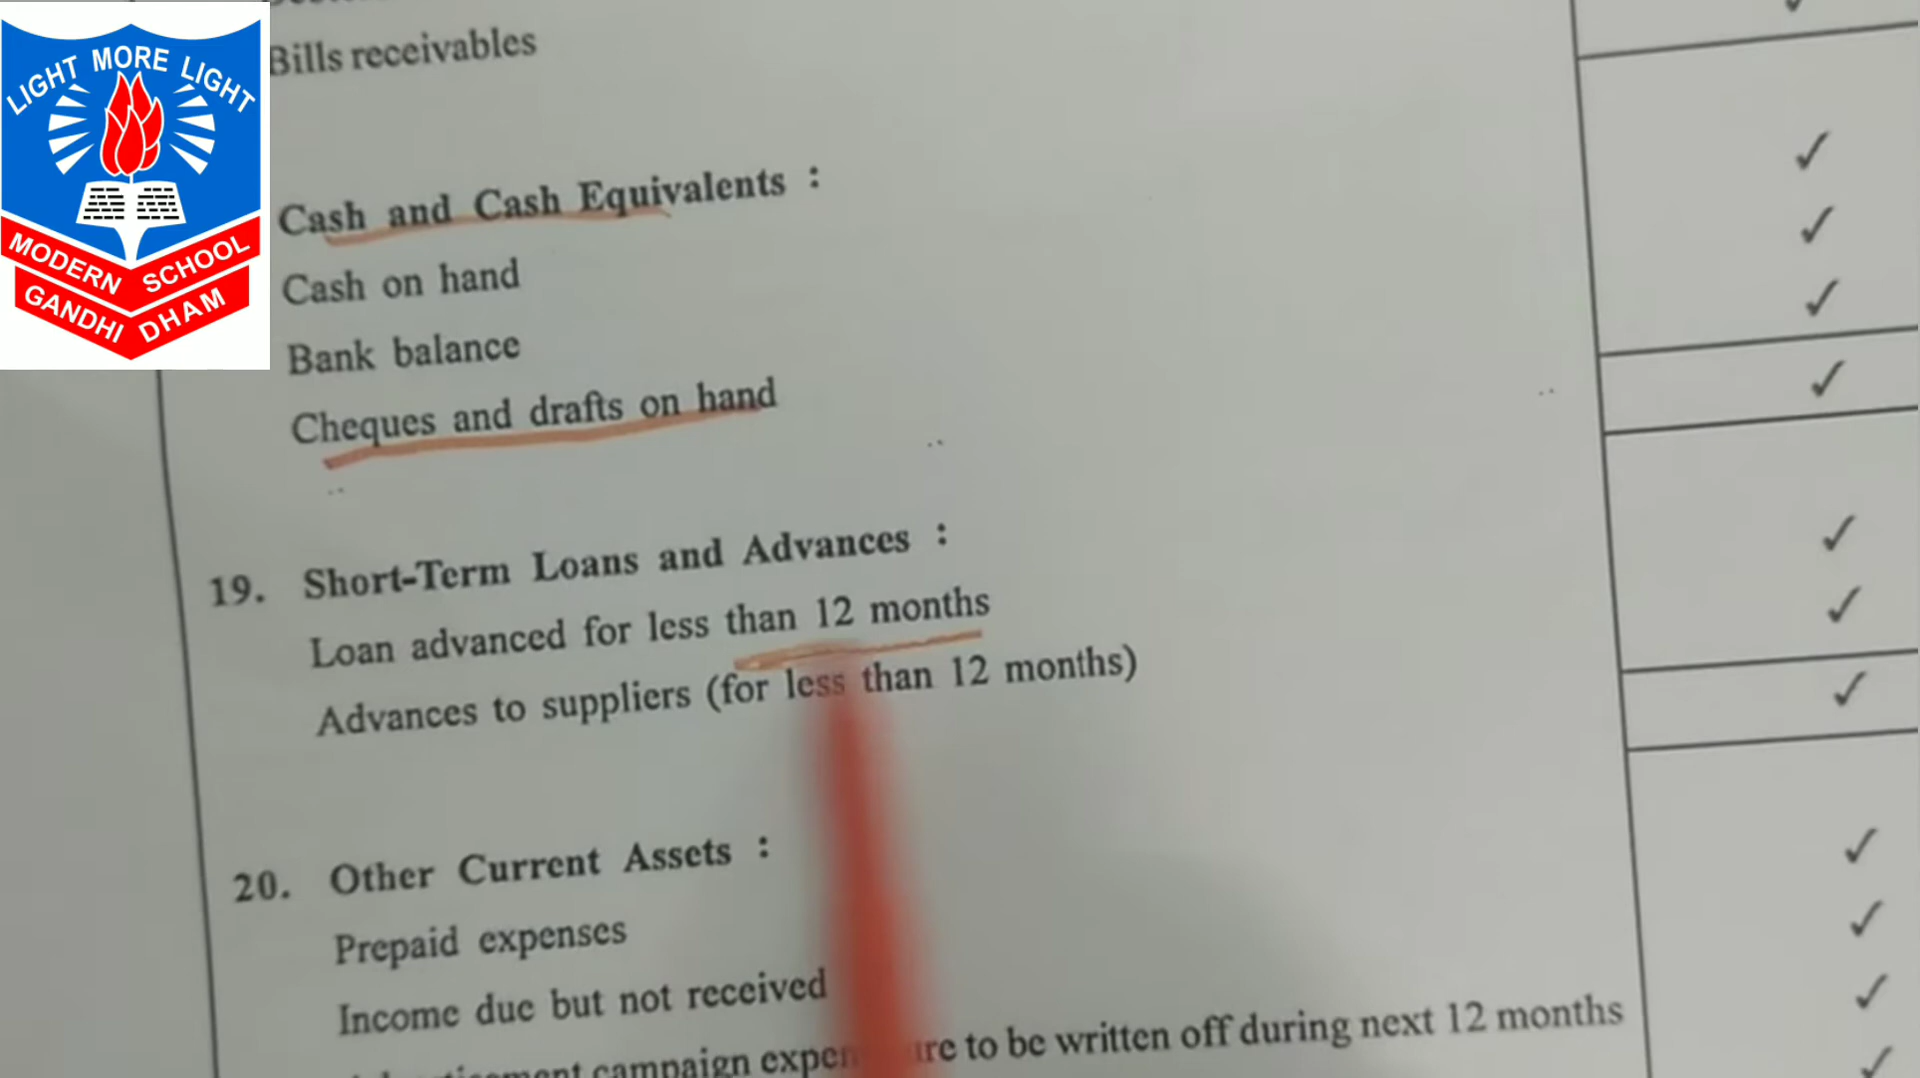 LIGHT MORE LIGHT
MODERN SCHOOL
GANDHI DHAM
Bills receivables
Cash and Cash Equivalents :
Cash on hand
Bank balance
Cheques and drafts on hand
19. Short-Term Loans and Advances :
Loan advanced for less than 12 months
Advances to suppliers (for less than 12 months)
20. Other Current Assets :
Prepaid expenses
Income due but not received
campaign to be written off during next 12 months